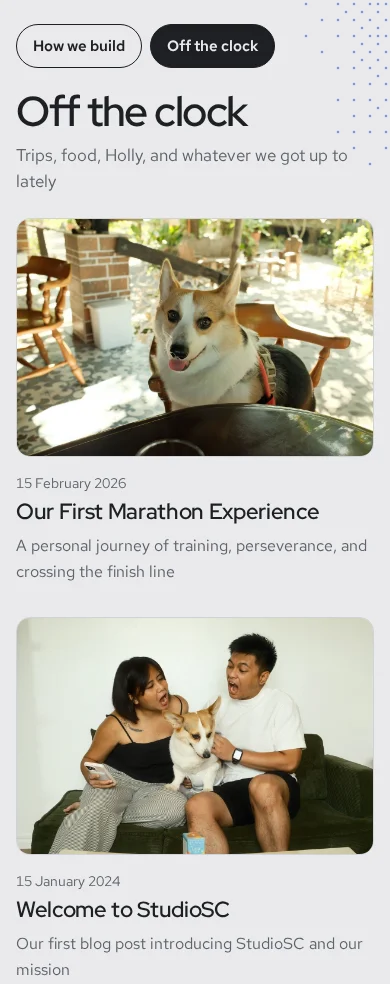 How we build
Off the clock
Off the clock
Trips, food, Holly, and whatever we got up to
lately
15 February 2026
Our First Marathon Experience
A personal journey of training, perseverance, and
crossing the finish line
15 January 2024
Welcome to StudioSC
Our first blog post introducing StudioSC and our
mission